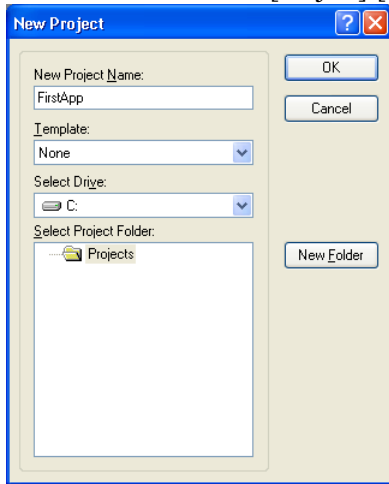 New Project
New Project Name:
OK
FirstApp
Cancel
Template:
None
Select Drive:
C:
Select Project Folder:
Projects
New Folder